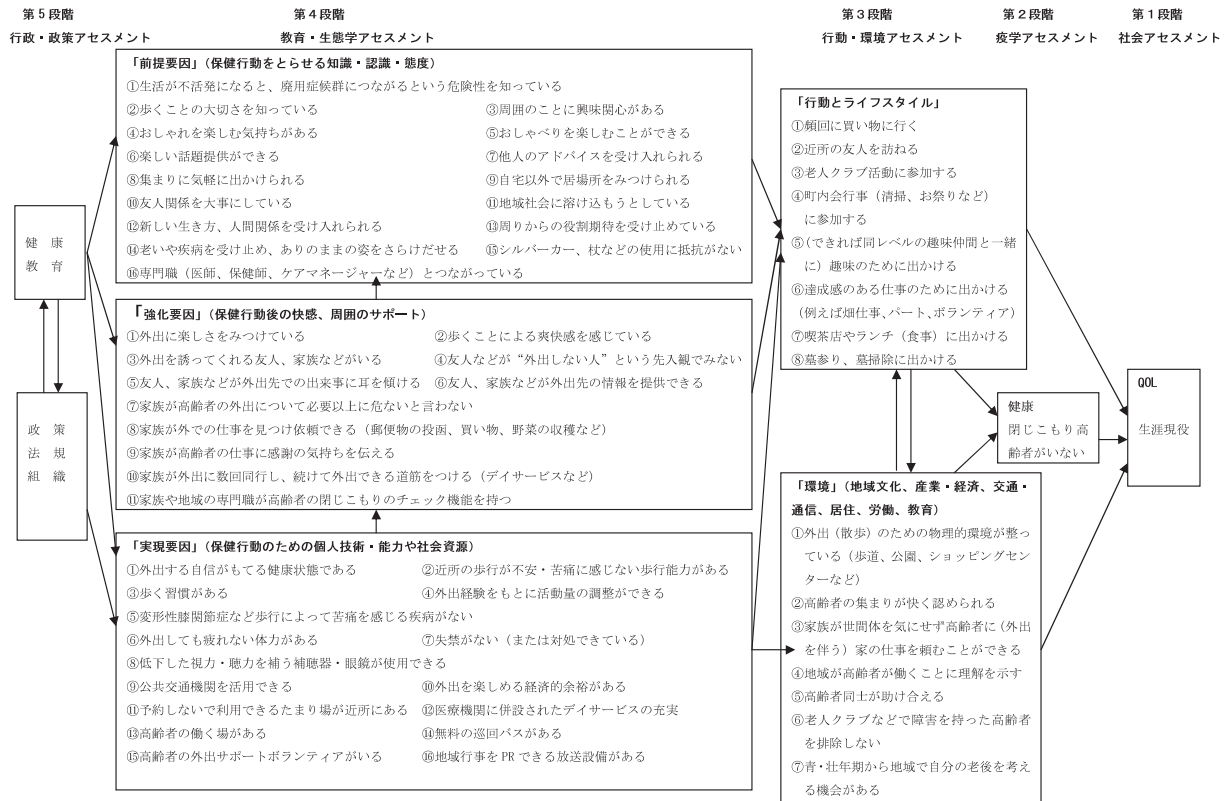 第５段階
行政・政策アセスメント
第４段階
教育・生態学アセスメント
第３段階
行動・環境アセスメント
第２段階
疫学アセスメント
第１段階
社会アセスメント
健　康
教　育
政　策
法　規
組　織
「前提要因」（保健行動をとらせる知識・認識・態度）
①生活が不活発になると、廃用症候群につながるという危険性を知っている
②歩くことの大切さを知っている　③周囲のことに興味関心がある
④おしゃれを楽しむ気持ちがある　⑤おしゃべりを楽しむことができる
⑥楽しい話題提供ができる　⑦他人のアドバイスを受け入れられる
⑧集まりに気軽に出かけられる　⑨自宅以外で居場所をみつけられる
⑩友人関係を大事にしている　⑪地域社会に溶け込もうとしている
⑫新しい生き方、人間関係を受け入れられる　⑬周りからの役割期待を受け止めている
⑭老いや疾病を受け止め、ありのままの姿をさらけだせる　⑮シルバーカー、杖などの使用に抵抗がない
⑯専門職（医師、保健師、ケアマネージャーなど）とつながっている
「強化要因」（保健行動後の快感、周囲のサポート）
①外出に楽しさをみつけている　②歩くことによる爽快感を感じている
③外出を誘ってくれる友人、家族などがいる　④友人などが“外出しない人”という先入観でみない
⑤友人、家族などが外出先での出来事に耳を傾ける　⑥友人、家族などが外出先の情報を提供できる
⑦家族が高齢者の外出について必要以上に危ないと言わない
⑧家族が外での仕事を見つけ依頼できる（郵便物の投函、買い物、野菜の収穫など）
⑨家族が高齢者の仕事に感謝の気持ちを伝える
⑩家族が外出に数回同行し、続けて外出できる道筋をつける（デイサービスなど）
⑪家族や地域の専門職が高齢者の閉じこもりのチェック機能を持つ
「実現要因」（保健行動のための個人技術・能力や社会資源）
①外出する自信がもてる健康状態である　②近所の歩行が不安・苦痛に感じない歩行能力がある
③歩く習慣がある　④外出経験をもとに活動量の調整ができる
⑤変形性膝関節症など歩行によって苦痛を感じる疾病がない
⑥外出しても疲れない体力がある　⑦失禁がない（または対処できている）
⑧低下した視力・聴力を補う補聴器・眼鏡が使用できる
⑨公共交通機関を活用できる　⑩外出を楽しめる経済的余裕がある
⑪予約しないで利用できるたまり場が近所にある　⑫医療機関に併設されたデイサービスの充実
⑬高齢者の働く場がある　⑭無料の巡回バスがある
⑮高齢者の外出サポートボランティアがいる　⑯地域行事を PR できる放送設備がある
「行動とライフスタイル」
①頻回に買い物に行く
②近所の友人を訪ねる
③老人クラブ活動に参加する
④町内会行事（清掃、お祭りなど）
に参加する
⑤（できれば同レベルの趣味仲間と一緒
に）趣味のために出かける
⑥達成感のある仕事のために出かける
（例えば畑仕事、パート、ボランティア）
⑦喫茶店やランチ（食事）に出かける
⑧墓参り、墓掃除に出かける
「環境」（地域文化、産業・経済、交通・
通信、居住、労働、教育）
①外出（散歩）のための物理的環境が整っ
ている（歩道、公園、ショッピングセン
ターなど）
②高齢者の集まりが快く認められる
③家族が世間体を気にせず高齢者に（外出
を伴う）家の仕事を頼むことができる
④地域が高齢者が働くことに理解を示す
⑤高齢者同士が助け合える
⑥老人クラブなどで障害を持った高齢者
を排除しない
⑦青・壮年期から地域で自分の老後を考え
る機会がある
健康
閉じこもり高
齢者がいない
QOL
生涯現役